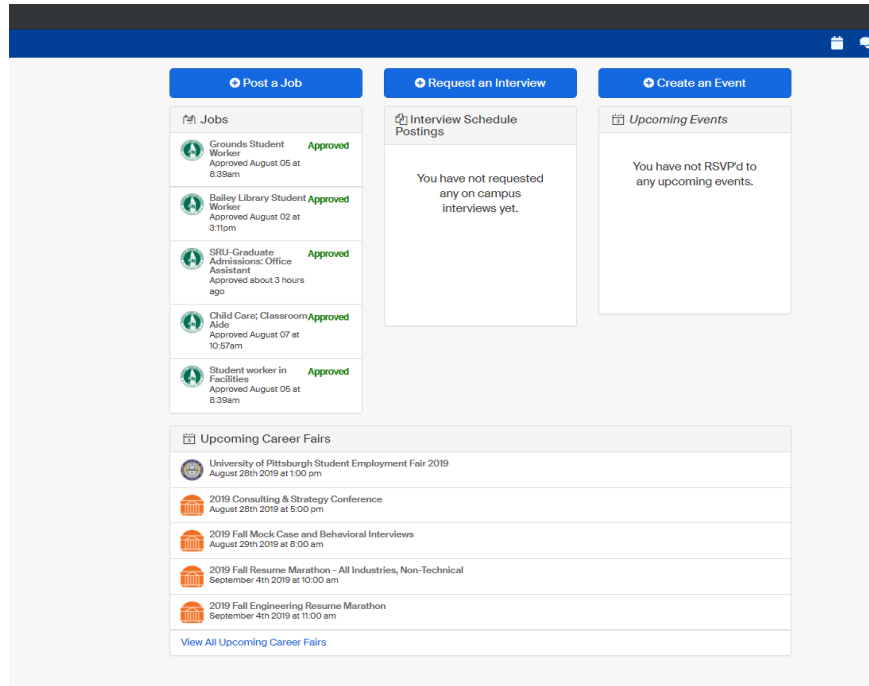 Post a Job
Request an Interview
Create an Event
Jobs
Grounds Student
Worker
Approved
Approved August 05 at
8:39am
Bailey Library Student
Worker
Approved
Approved August 02 at
3:11pm
SRU-Graduate
Admissions: Office
Assistant
Approved
Approved about 3 hours
ago
Child Care; Classroom
Aide
Approved
Approved August 07 at
10:57am
Student worker in
Facilities
Approved
Approved August 05 at
8:39am
Interview Schedule
Postings
You have not requested
any on campus
interviews yet.
Upcoming Events
You have not RSVP'd to
any upcoming events.
Upcoming Career Fairs
University of Pittsburgh Student Employment Fair 2019
August 28th 2019 at 1:00 pm
2019 Consulting & Strategy Conference
August 28th 2019 at 5:00 pm
2019 Fall Mock Case and Behavioral Interviews
August 29th 2019 at 8:00 am
2019 Fall Resume Marathon - All Industries, Non-Technical
September 4th 2019 at 10:00 am
2019 Fall Engineering Resume Marathon
September 4th 2019 at 11:00 am
View All Upcoming Career Fairs